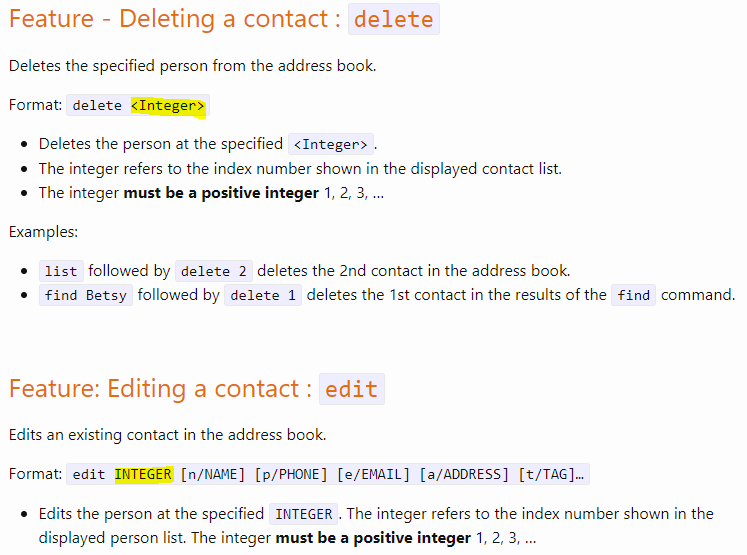 Feature - Deleting a contact : delete
Deletes the specified person from the address book.
Format: delete <Integer>
• Deletes the person at the specified <Integer>.
• The integer refers to the index number shown in the displayed contact list.
• The integer must be a positive integer 1, 2, 3, …
Examples:
• list followed by delete 2 deletes the 2nd contact in the address book.
• find Betsy followed by delete 1 deletes the 1st contact in the results of the find command.
Feature: Editing a contact : edit
Edits an existing contact in the address book.
Format: edit INTEGER [n/NAME] [p/PHONE] [e/EMAIL] [a/ADDRESS] [t/TAG]…
• Edits the person at the specified INTEGER. The integer refers to the index number shown in the
displayed person list. The integer must be a positive integer 1, 2, 3, …